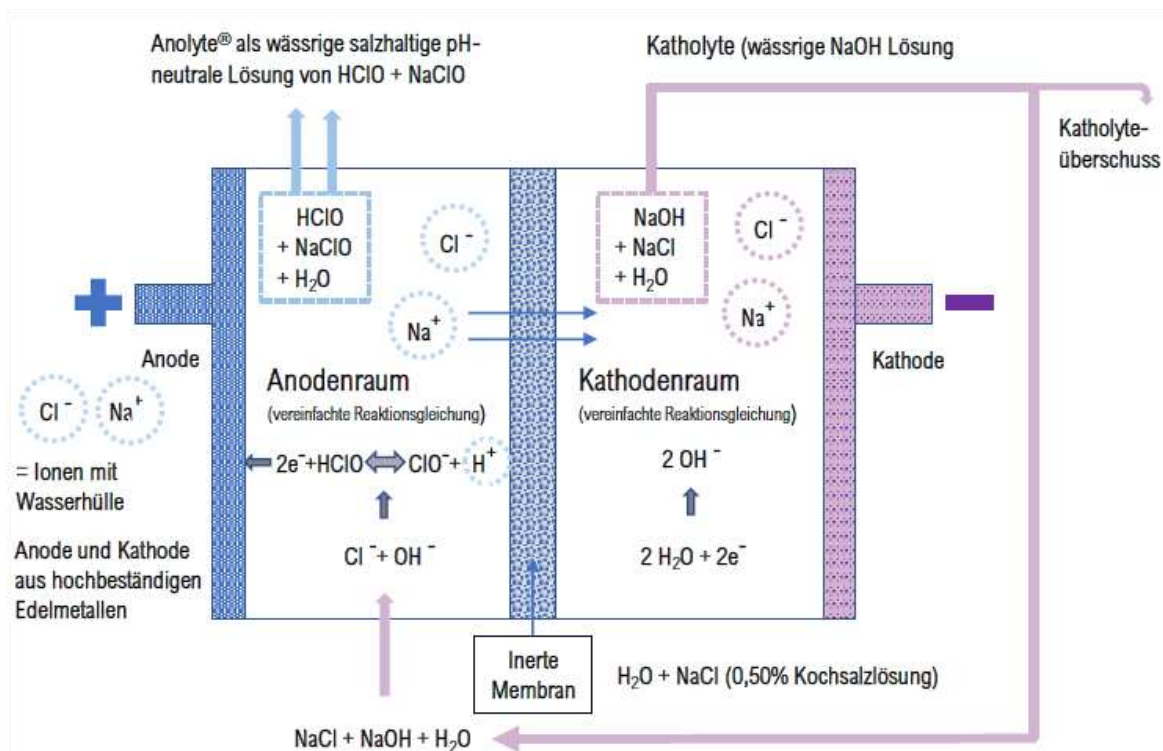 Anolyte® als wässrige salzhaltige pH-
neutrale Lösung von HClO + NaClO
Katholyte (wässrige NaOH Lösung
Katholyte-
überschuss
HClO
+ NaClO
+ H₂O
Cl⁻
Na⁺
NaOH
+ NaCl
+ H₂O
Cl⁻
Na⁺
Anode
Kathode
Cl⁻ Na⁺
= Ionen mit
Wasserhülle
Anode und Kathode
aus hochbeständigen
Edelmetallen
Anodenraum
(vereinfachte Reaktionsgleichung)
2e⁻+HClO ClO⁻+ H⁺
Cl⁻+ OH⁻
Kathodenraum
(vereinfachte Reaktionsgleichung)
2 OH⁻
2 H₂O + 2e⁻
Inerte
Membran
H₂O + NaCl (0,50% Kochsalzlösung)
NaCl + NaOH + H₂O